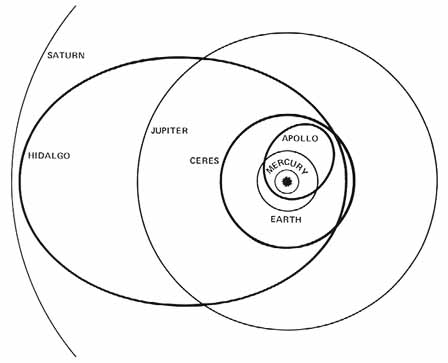 SATURN
JUPITER
APOLLO
HIDALGO
CERES
MERCURY
EARTH